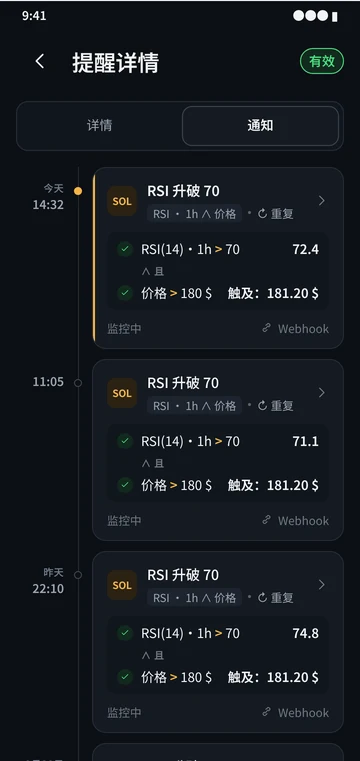 9:41
提醒详情
有效
详情
通知
今天
14:32
SOL
RSI 升破 70
RSI · 1h ∧ 价格 • 重复
RSI(14) · 1h > 70 72.4
∧ 且
价格 > 180 $ 触及：181.20 $
监控中 Webhook
11:05
SOL
RSI 升破 70
RSI · 1h ∧ 价格 • 重复
RSI(14) · 1h > 70 71.1
∧ 且
价格 > 180 $ 触及：181.20 $
监控中 Webhook
昨天
22:10
SOL
RSI 升破 70
RSI · 1h ∧ 价格 • 重复
RSI(14) · 1h > 70 74.8
∧ 且
价格 > 180 $ 触及：181.20 $
监控中 Webhook